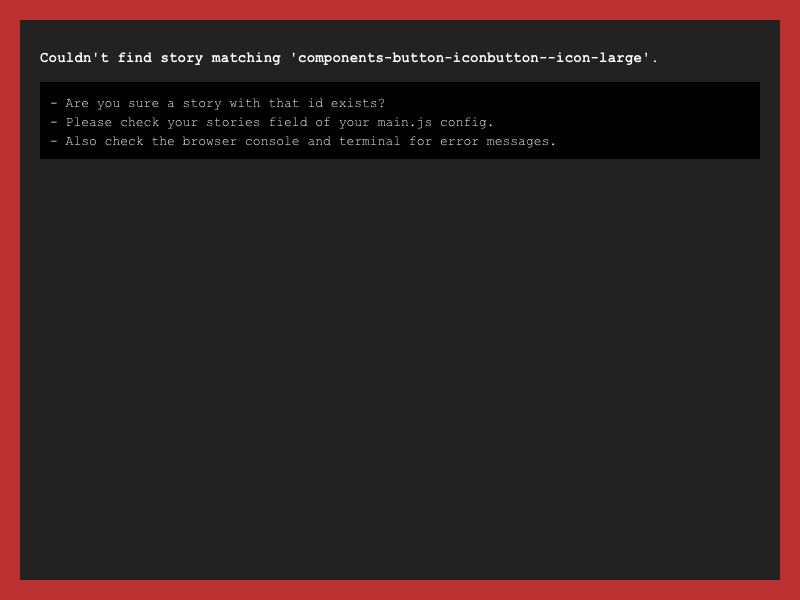 Couldn't find story matching 'components-button-iconbutton--icon-large'.
- Are you sure a story with that id exists?
- Please check your stories field of your main.js config.
- Also check the browser console and terminal for error messages.